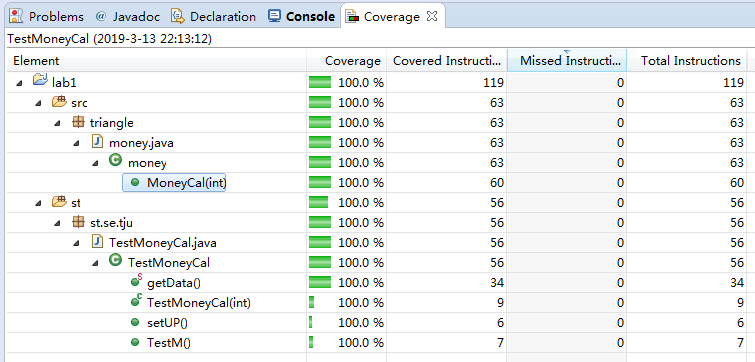 Problems @ Javadoc Declaration Console Coverage
TestMoneyCal (2019-3-13 22:13:12)
Element Coverage Covered Instructi... Missed Instructi... Total Instructions
lab1 100.0 % 119 0 119
src 100.0 % 63 0 63
triangle 100.0 % 63 0 63
money.java 100.0 % 63 0 63
money 100.0 % 63 0 63
MoneyCal(int) 100.0 % 60 0 60
st 100.0 % 56 0 56
st.se.tju 100.0 % 56 0 56
TestMoneyCal.java 100.0 % 56 0 56
TestMoneyCal 100.0 % 56 0 56
getData() 100.0 % 34 0 34
TestMoneyCal(int) 100.0 % 9 0 9
setUP() 100.0 % 6 0 6
TestM() 100.0 % 7 0 7